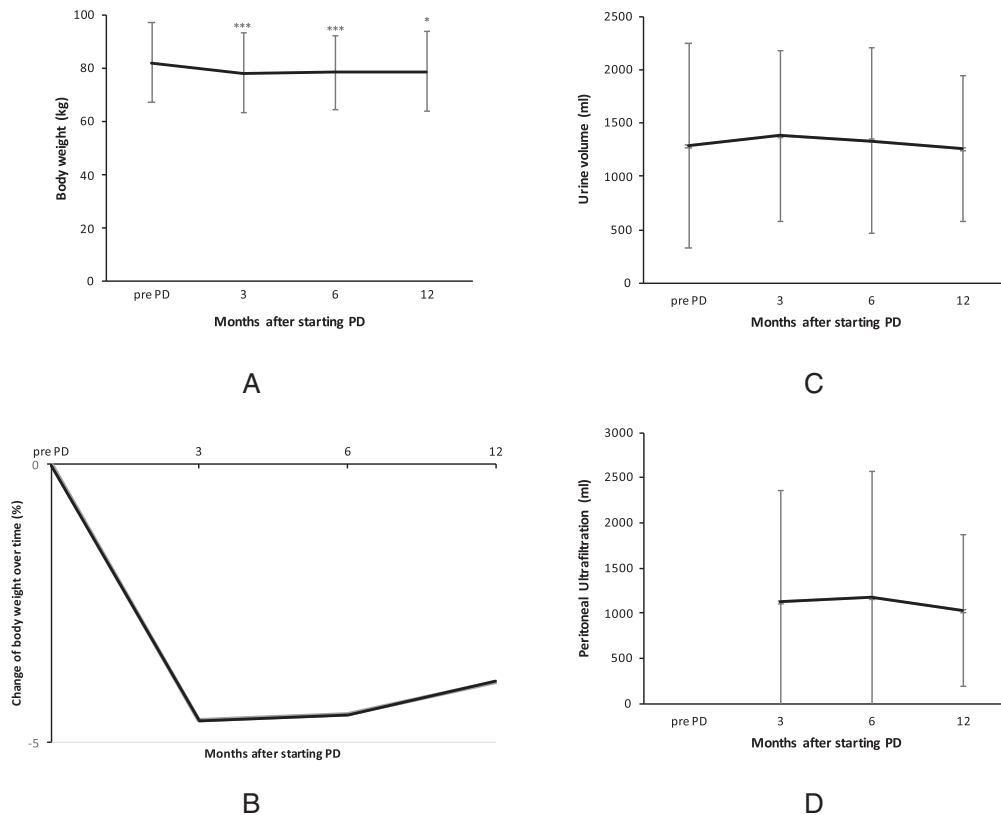 100
80
60
40
20
0
Body weight (kg)
***
***
*
pre PD 3 6 12
Months after starting PD
A
2500
2000
1500
1000
500
0
Urine volume (ml)
pre PD 3 6 12
Months after starting PD
C
pre PD 3 6 12
0
-5
Change of body weight over time (%)
Months after starting PD
B
3000
2500
2000
1500
1000
500
0
Peritoneal Ultrafiltration (ml)
pre PD 3 6 12
Months after starting PD
D